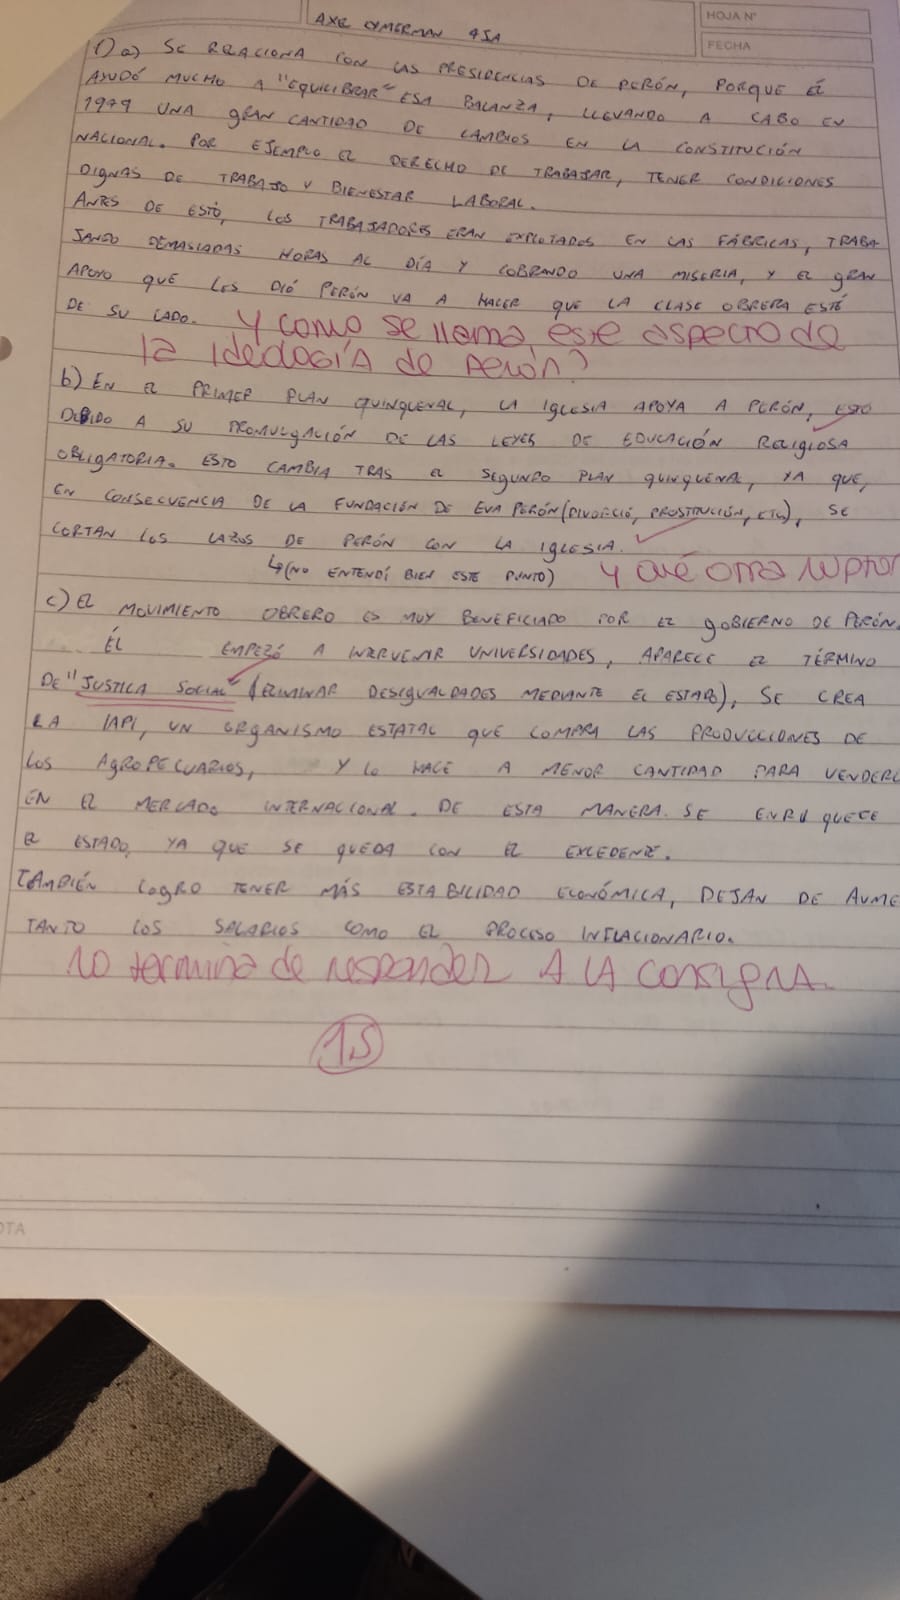 AXEL DYMERMAN 4SA
HOJA N°
FECHA
1) a) SE RELACIONA CON LAS PRESIDENCIAS DE PERÓN, PORQUE ÉL
AYUDÓ MUCHO A "EQUILIBRAR" ESA BALANZA, LLEVANDO A CABO EN
1949 UNA GRAN CANTIDAD DE CAMBIOS EN LA CONSTITUCIÓN
NACIONAL. POR EJEMPLO EL DERECHO DE TRABAJAR, TENER CONDICIONES
DIGNAS DE TRABAJO Y BIENESTAR LABORAL.
ANTES DE ESTO, LOS TRABAJADORES ERAN EXPLOTADOS EN LAS FÁBRICAS, TRABA-
JANDO DEMASIADAS HORAS AL DÍA Y COBRANDO UNA MISERIA, Y EL GRAN
APOYO QUE LES DIÓ PERÓN VA A HACER QUE LA CLASE OBRERA ESTÉ
DE SU LADO. Y como se llama este aspecto de
la ideología de Perón?
b) EN EL PRIMER PLAN QUINQUENAL, LA IGLESIA APOYA A PERÓN, ESTO
DEBIDO A SU PROMULGACIÓN DE LAS LEYES DE EDUCACIÓN RELIGIOSA
OBLIGATORIA. ESTO CAMBIA TRAS EL SEGUNDO PLAN QUINQUENAL, YA QUE,
EN CONSECUENCIA DE LA FUNDACIÓN DE EVA PERÓN (DIVORCIO, PROSTITUCIÓN, ETC), SE
CORTAN LOS LAZOS DE PERÓN CON LA IGLESIA.
↳ (NO ENTENDÍ BIEN ESTE PUNTO) Y qué otra ruptur
c) EL MOVIMIENTO OBRERO ES MUY BENEFICIADO POR EL GOBIERNO DE PERÓN.
ÉL EMPEZÓ A INTERVENIR UNIVERSIDADES, APARECE EL TÉRMINO
DE "JUSTICA SOCIAL" (ELIMINAR DESIGUALDADES MEDIANTE EL ESTADO), SE CREA
LA IAPI, UN ORGANISMO ESTATAL QUE COMPRA LAS PRODUCCIONES DE
LOS AGROPECUARIOS, Y LO HACE A MENOR CANTIDAD PARA VENDERL
EN EL MERCADO INTERNACIONAL. DE ESTA MANERA SE ENRIQUECE
EL ESTADO, YA QUE SE QUEDA CON EL EXCEDENTE.
TAMBIÉN LOGRO TENER MÁS ESTABILIDAD ECONÓMICA, DEJAN DE AUME
TANTO LOS SALARIOS COMO EL PROCESO INFLACIONARIO.
no termina de responder A LA consigna.
1,5
OTA